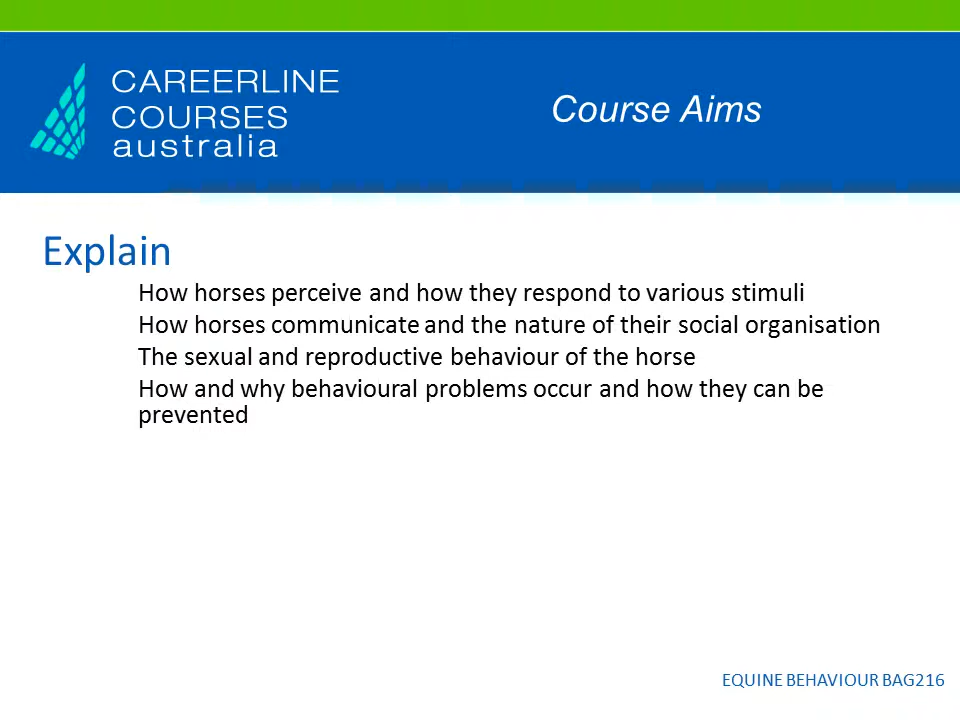 CAREERLINE
COURSES
australia
Course Aims
Explain
How horses perceive and how they respond to various stimuli
How horses communicate and the nature of their social organisation
The sexual and reproductive behaviour of the horse
How and why behavioural problems occur and how they can be
prevented
EQUINE BEHAVIOUR BAG216